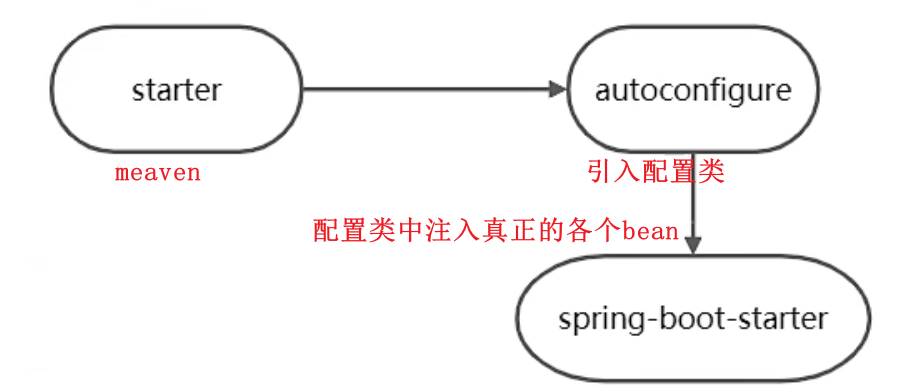 starter
autoconfigure
meaven
引入配置类
配置类中注入真正的各个bean
spring-boot-starter